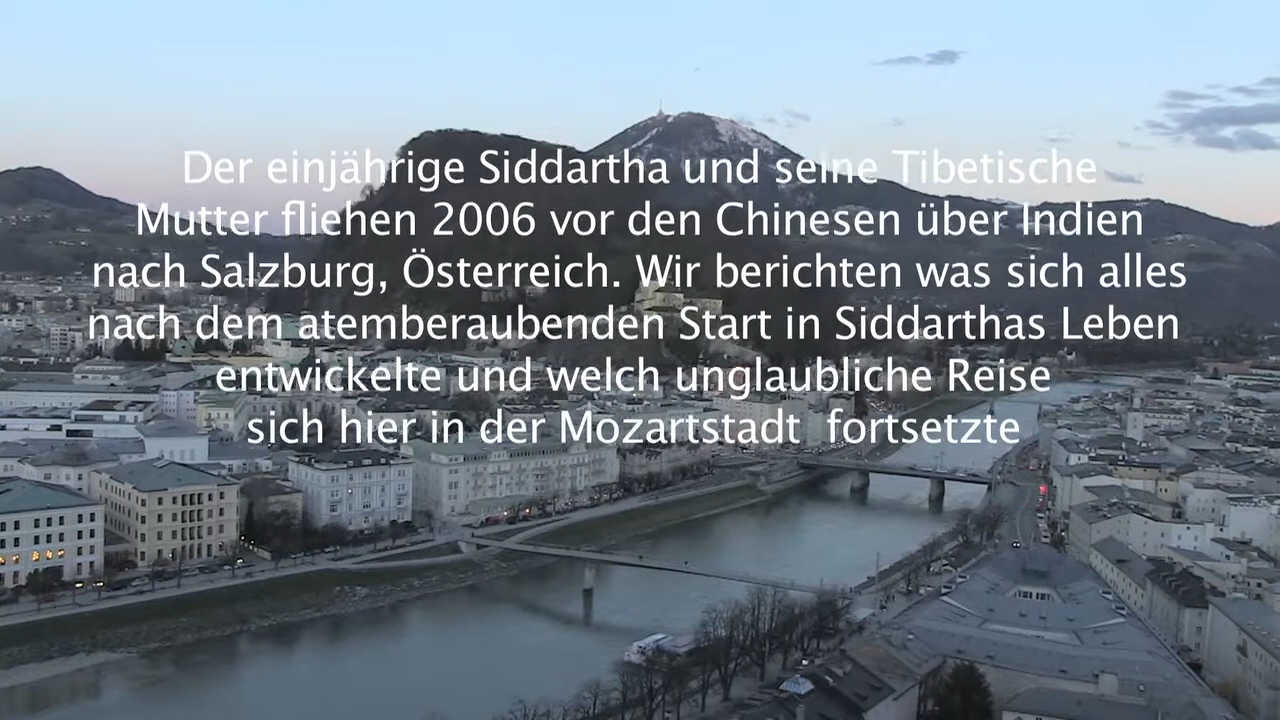 Der einjährige Siddartha und seine Tibetische
Mutter fliehen 2006 vor den Chinesen über Indien
nach Salzburg, Österreich. Wir berichten was sich alles
nach dem atemberaubenden Start in Siddarthas Leben
entwickelte und welch unglaubliche Reise
sich hier in der Mozartstadt  fortsetzte